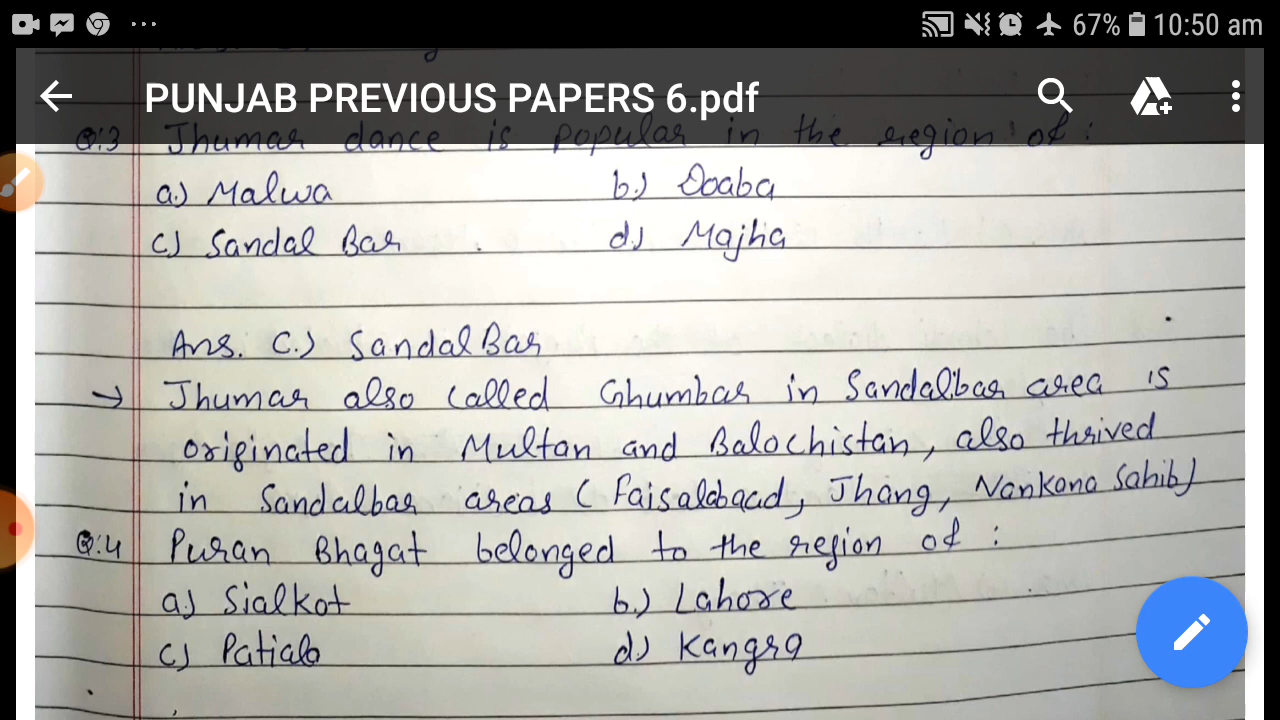 67% 10:50 am
PUNJAB PREVIOUS PAPERS 6.pdf
Q:3 Jhumar dance is popular in the region of :
a.) Malwa b.) Doaba
c.) Sandal Bar d.) Majha
Ans. C.) Sandal Bar
→ Jhumar also called Ghumbar in Sandalbar area is
originated in Multan and Balochistan, also thrived
in Sandalbar areas (Faisalabaad, Jhang, Nankana Sahib)
Q:4 Puran Bhagat belonged to the region of :
a.) Sialkot b.) Lahore
c.) Patiala d.) Kangra